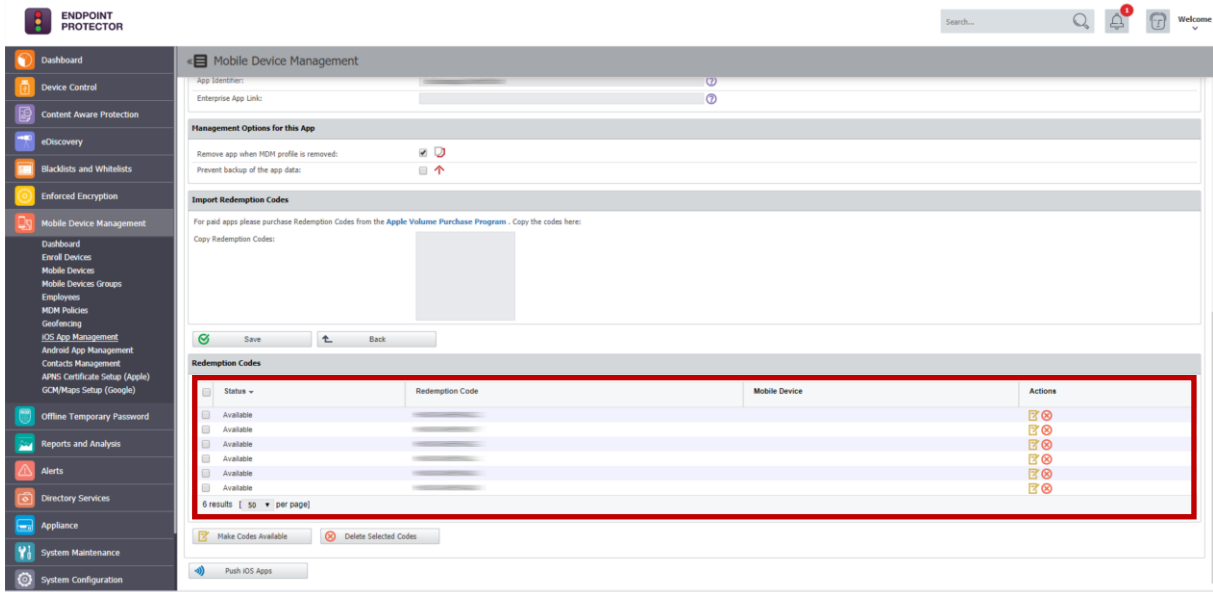 ENDPOINT
PROTECTOR
Search...
1
Welcome
Dashboard
Device Control
Content Aware Protection
eDiscovery
Blacklists and Whitelists
Enforced Encryption
Mobile Device Management
Dashboard
Enroll Devices
Mobile Devices
Mobile Devices Groups
Employees
MDM Policies
Geofencing
iOS App Management
Android App Management
Contacts Management
APNS Certificate Setup (Apple)
GCM/Maps Setup (Google)
Offline Temporary Password
Reports and Analysis
Alerts
Directory Services
Appliance
System Maintenance
System Configuration
Mobile Device Management
App Identifier:
Enterprise App Link:
Management Options for this App
Remove app when MDM profile is removed:
Prevent backup of the app data:
Import Redemption Codes
For paid apps please purchase Redemption Codes from the Apple Volume Purchase Program . Copy the codes here:
Copy Redemption Codes:
Save Back
Redemption Codes
Status Redemption Code Mobile Device Actions
Available
Available
Available
Available
Available
Available
6 results [ 50 per page]
Make Codes Available Delete Selected Codes
Push iOS Apps